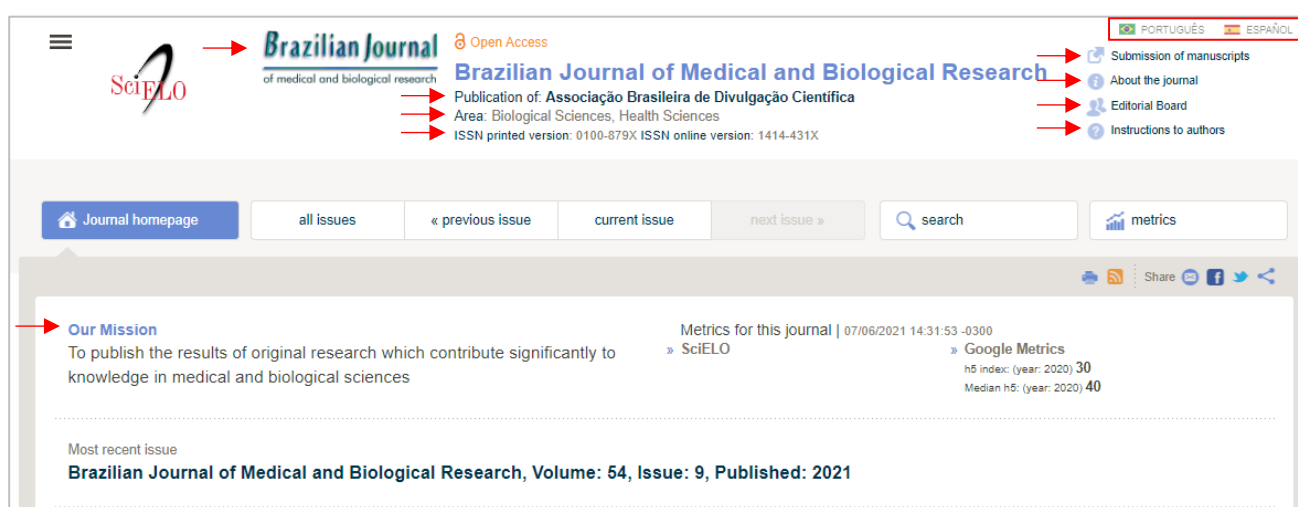 PORTUGUÊS ESPAÑOL
SciELO
Brazilian Journal
of medical and biological research
Open Access
Brazilian Journal of Medical and Biological Research
Publication of: Associação Brasileira de Divulgação Científica
Area: Biological Sciences, Health Sciences
ISSN printed version: 0100-879X ISSN online version: 1414-431X
Submission of manuscripts
About the journal
Editorial Board
Instructions to authors
Journal homepage
all issues
« previous issue
current issue
next issue »
search
metrics
Share
Our Mission
To publish the results of original research which contribute significantly to
knowledge in medical and biological sciences
Metrics for this journal | 07/06/2021 14:31:53 -0300
» SciELO
» Google Metrics
h5 index: (year: 2020) 30
Median h5: (year: 2020) 40
Most recent issue
Brazilian Journal of Medical and Biological Research, Volume: 54, Issue: 9, Published: 2021